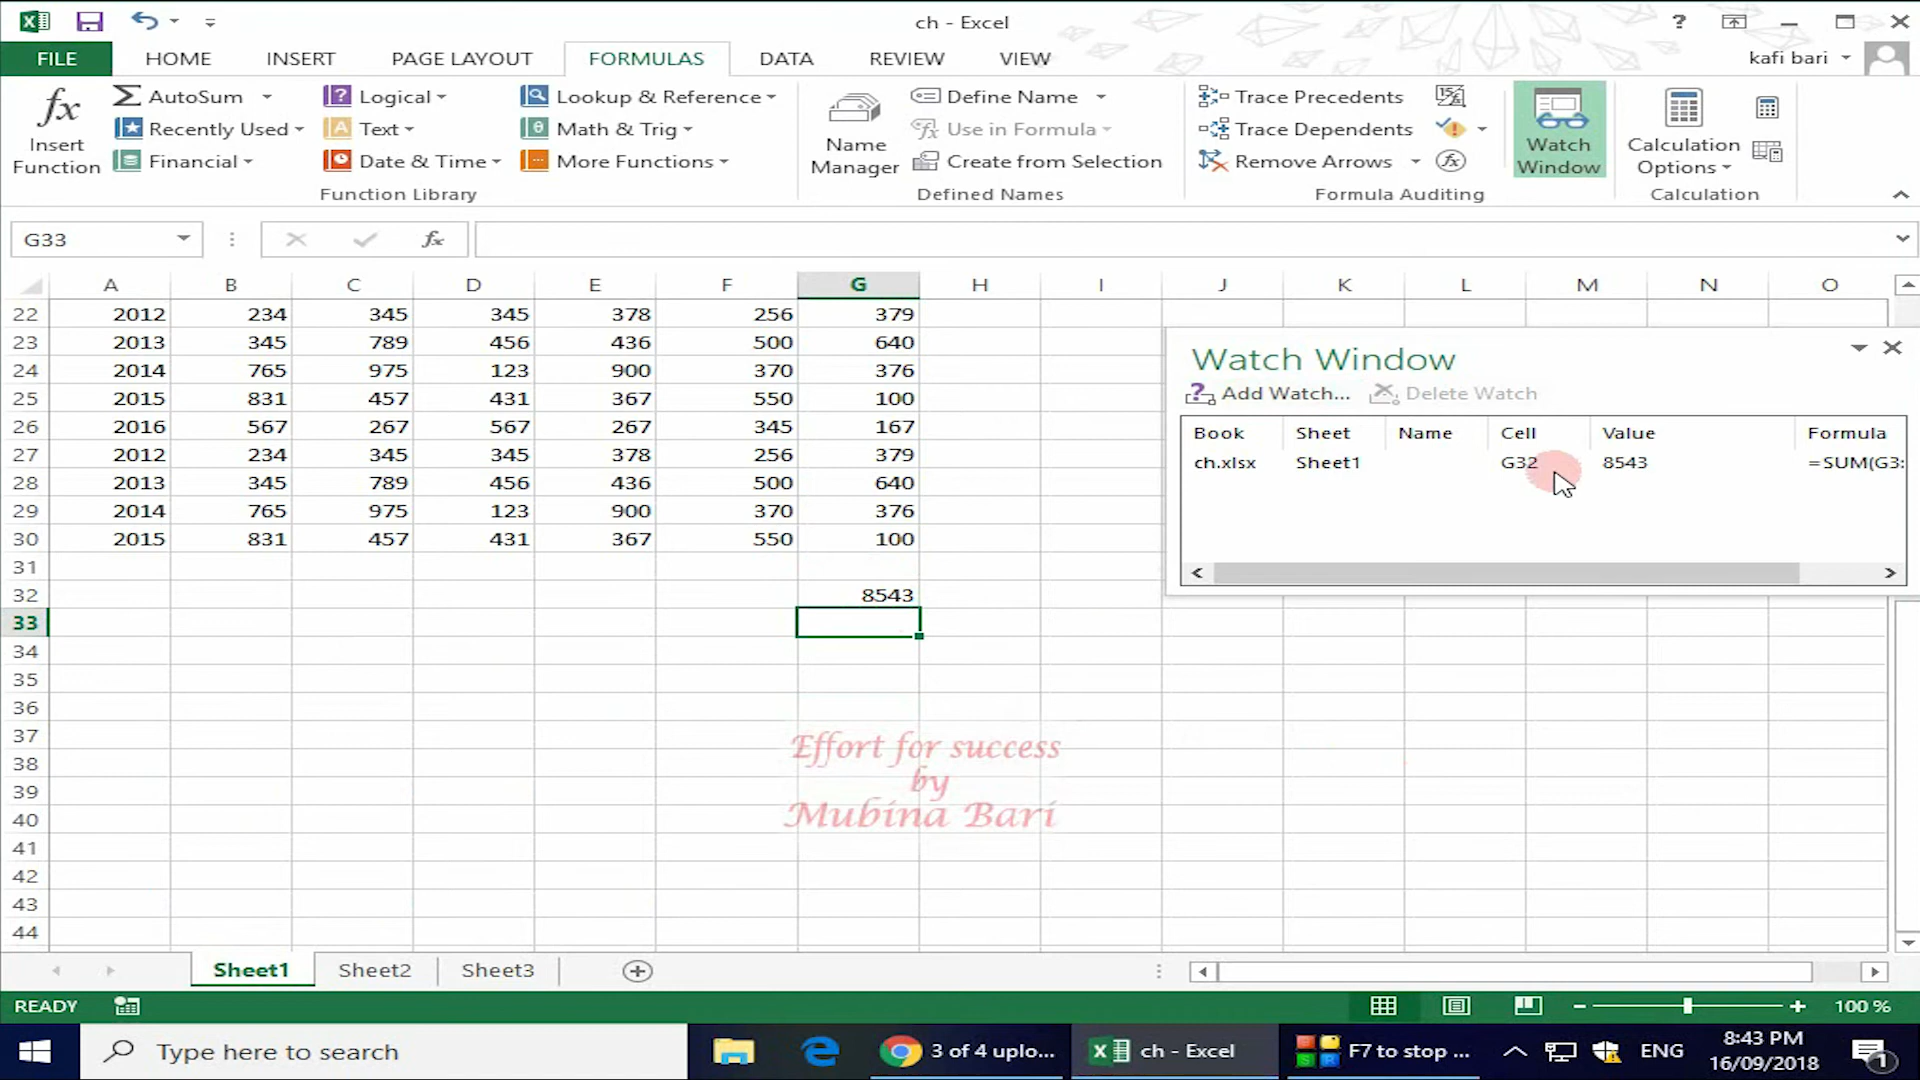 ch - Excel
?
FILE HOME INSERT PAGE LAYOUT FORMULAS DATA REVIEW VIEW kafi bari
fx Insert Function
AutoSum
Recently Used
Financial
Logical
Text
Date & Time
Lookup & Reference
Math & Trig
More Functions
Function Library
Name Manager
Define Name
Use in Formula
Create from Selection
Defined Names
Trace Precedents
Trace Dependents
Remove Arrows
Formula Auditing
Watch Window
Calculation Options
Calculation
G33 fx
A B C D E F G H I J K L M N O
22 2012 234 345 345 378 256 379
23 2013 345 789 456 436 500 640
24 2014 765 975 123 900 370 376
25 2015 831 457 431 367 550 100
26 2016 567 267 567 267 345 167
27 2012 234 345 345 378 256 379
28 2013 345 789 456 436 500 640
29 2014 765 975 123 900 370 376
30 2015 831 457 431 367 550 100
31
32 8543
33
34
35
36
37
38
39
40
41
42
43
44
Watch Window
Add Watch... Delete Watch
Book Sheet Name Cell Value Formula
ch.xlsx Sheet1 G32 8543 =SUM(G3:
Effort for success
by
Mubina Bari
Sheet1 Sheet2 Sheet3
READY 100 %
Type here to search
3 of 4 uplo...
ch - Excel
F7 to stop ...
ENG
8:43 PM
16/09/2018
1